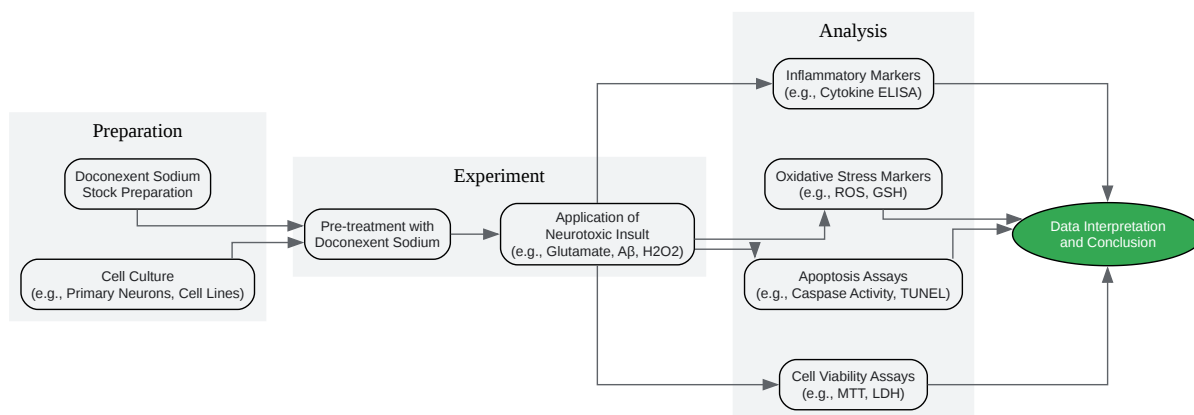 Preparation
Doconexent Sodium
Stock Preparation
Cell Culture
(e.g., Primary Neurons, Cell Lines)
Experiment
Pre-treatment with
Doconexent Sodium
Application of
Neurotoxic Insult
(e.g., Glutamate, Aβ, H2O2)
Analysis
Inflammatory Markers
(e.g., Cytokine ELISA)
Oxidative Stress Markers
(e.g., ROS, GSH)
Apoptosis Assays
(e.g., Caspase Activity, TUNEL)
Cell Viability Assays
(e.g., MTT, LDH)
Data Interpretation
and Conclusion